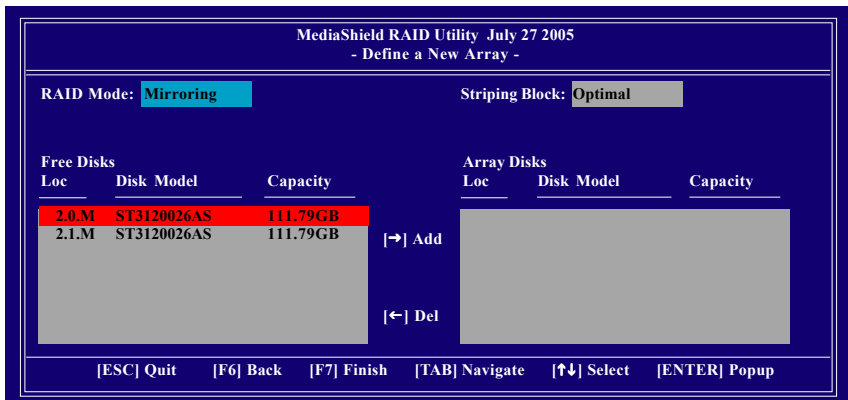 MediaShield RAID Utility July 27 2005
- Define a New Array -
RAID Mode: Mirroring Striping Block: Optimal
Free Disks Array Disks
Loc Disk Model Capacity Loc Disk Model Capacity
2.0.M ST3120026AS 111.79GB
2.1.M ST3120026AS 111.79GB
[→] Add
[←] Del
[ESC] Quit [F6] Back [F7] Finish [TAB] Navigate [↑↓] Select [ENTER] Popup